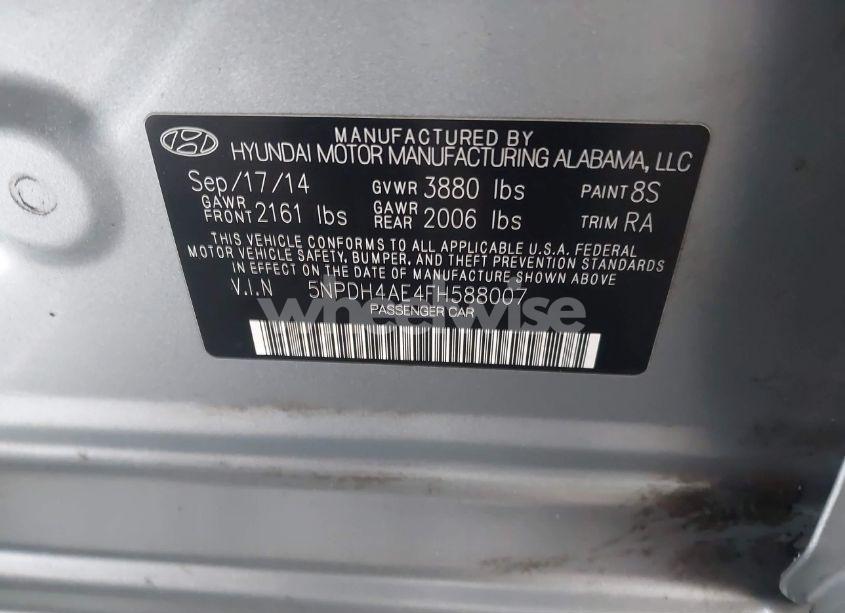 MANUFACTURED BY
HYUNDAI MOTOR MANUFACTURING ALABAMA, LLC
Sep/17/14 GVWR 3880 lbs PAINT 8S
GAWR FRONT 2161 lbs GAWR REAR 2006 lbs TRIM RA
THIS VEHICLE CONFORMS TO ALL APPLICABLE U.S.A. FEDERAL
MOTOR VEHICLE SAFETY, BUMPER, AND THEFT PREVENTION STANDARDS
IN EFFECT ON THE DATE OF MANUFACTURE SHOWN ABOVE
V.I.N 5NPDH4AE4FH588007
wheelwise
PASSENGER CAR